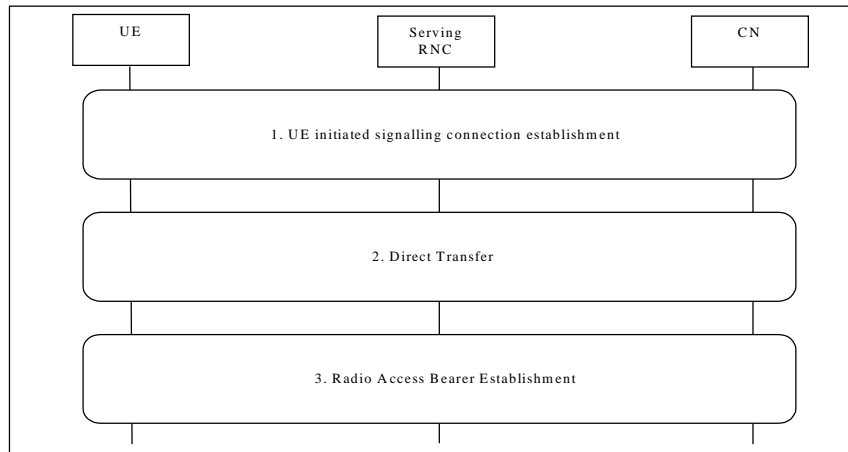 UE
Serving
RNC
CN
1. UE initiated signalling connection establishment
2. Direct Transfer
3. Radio Access Bearer Establishment